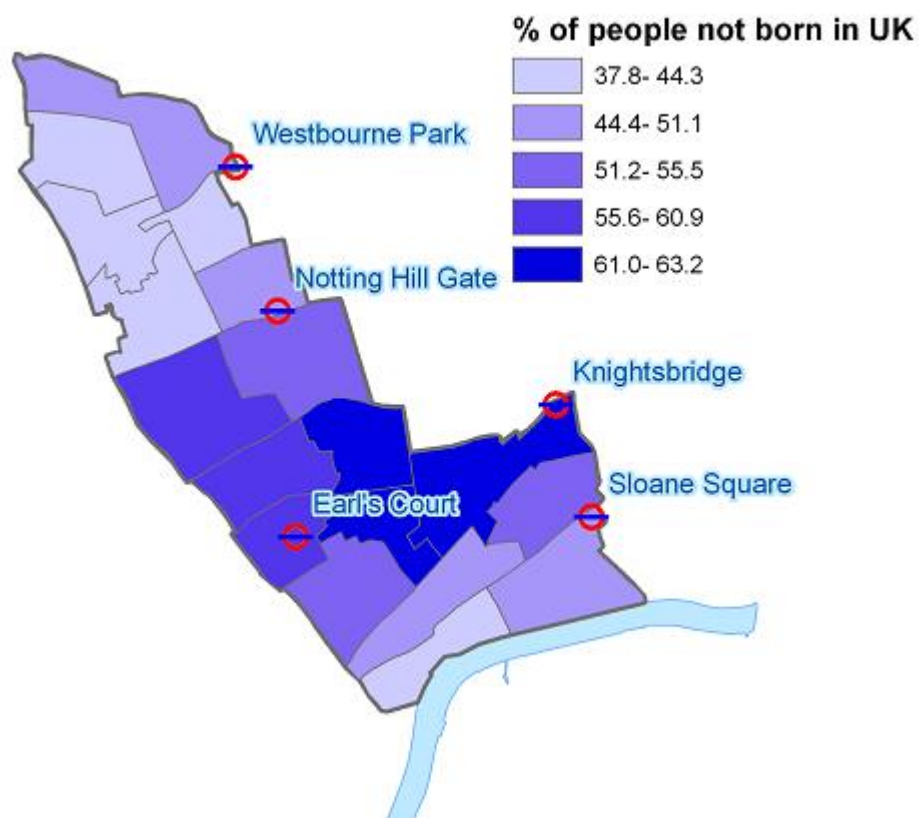 % of people not born in UK
37.8- 44.3
44.4- 51.1
51.2- 55.5
55.6- 60.9
61.0- 63.2
Westbourne Park
Notting Hill Gate
Knightsbridge
Sloane Square
Earl's Court